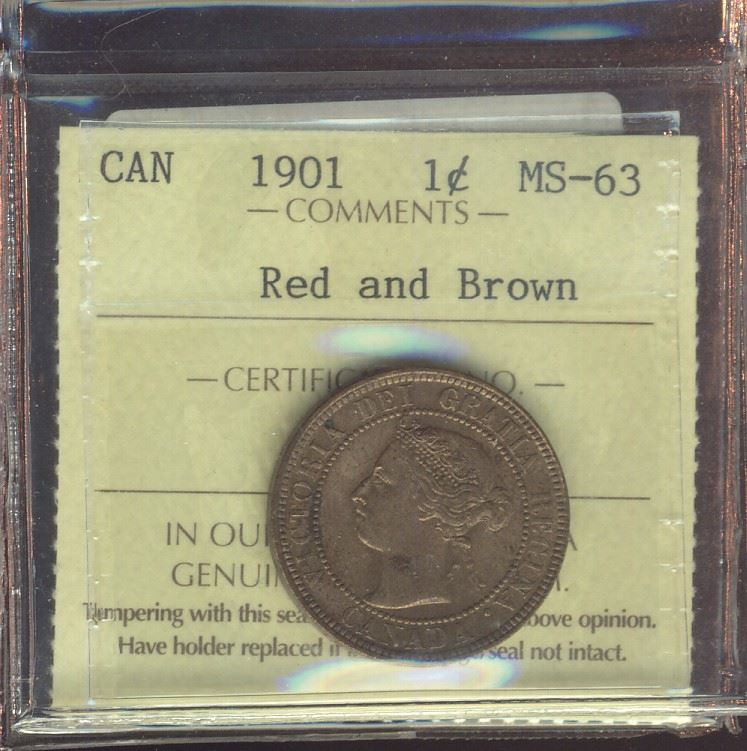 CAN 1901 1¢ MS-63
— COMMENTS —
Red and Brown
— CERTIFIC NO. —
VICTORIA DEI GRATIA REGINA.
CANADA
IN OU A
GENUI M.
Tampering with this sea bove opinion.
Have holder replaced if seal not intact.